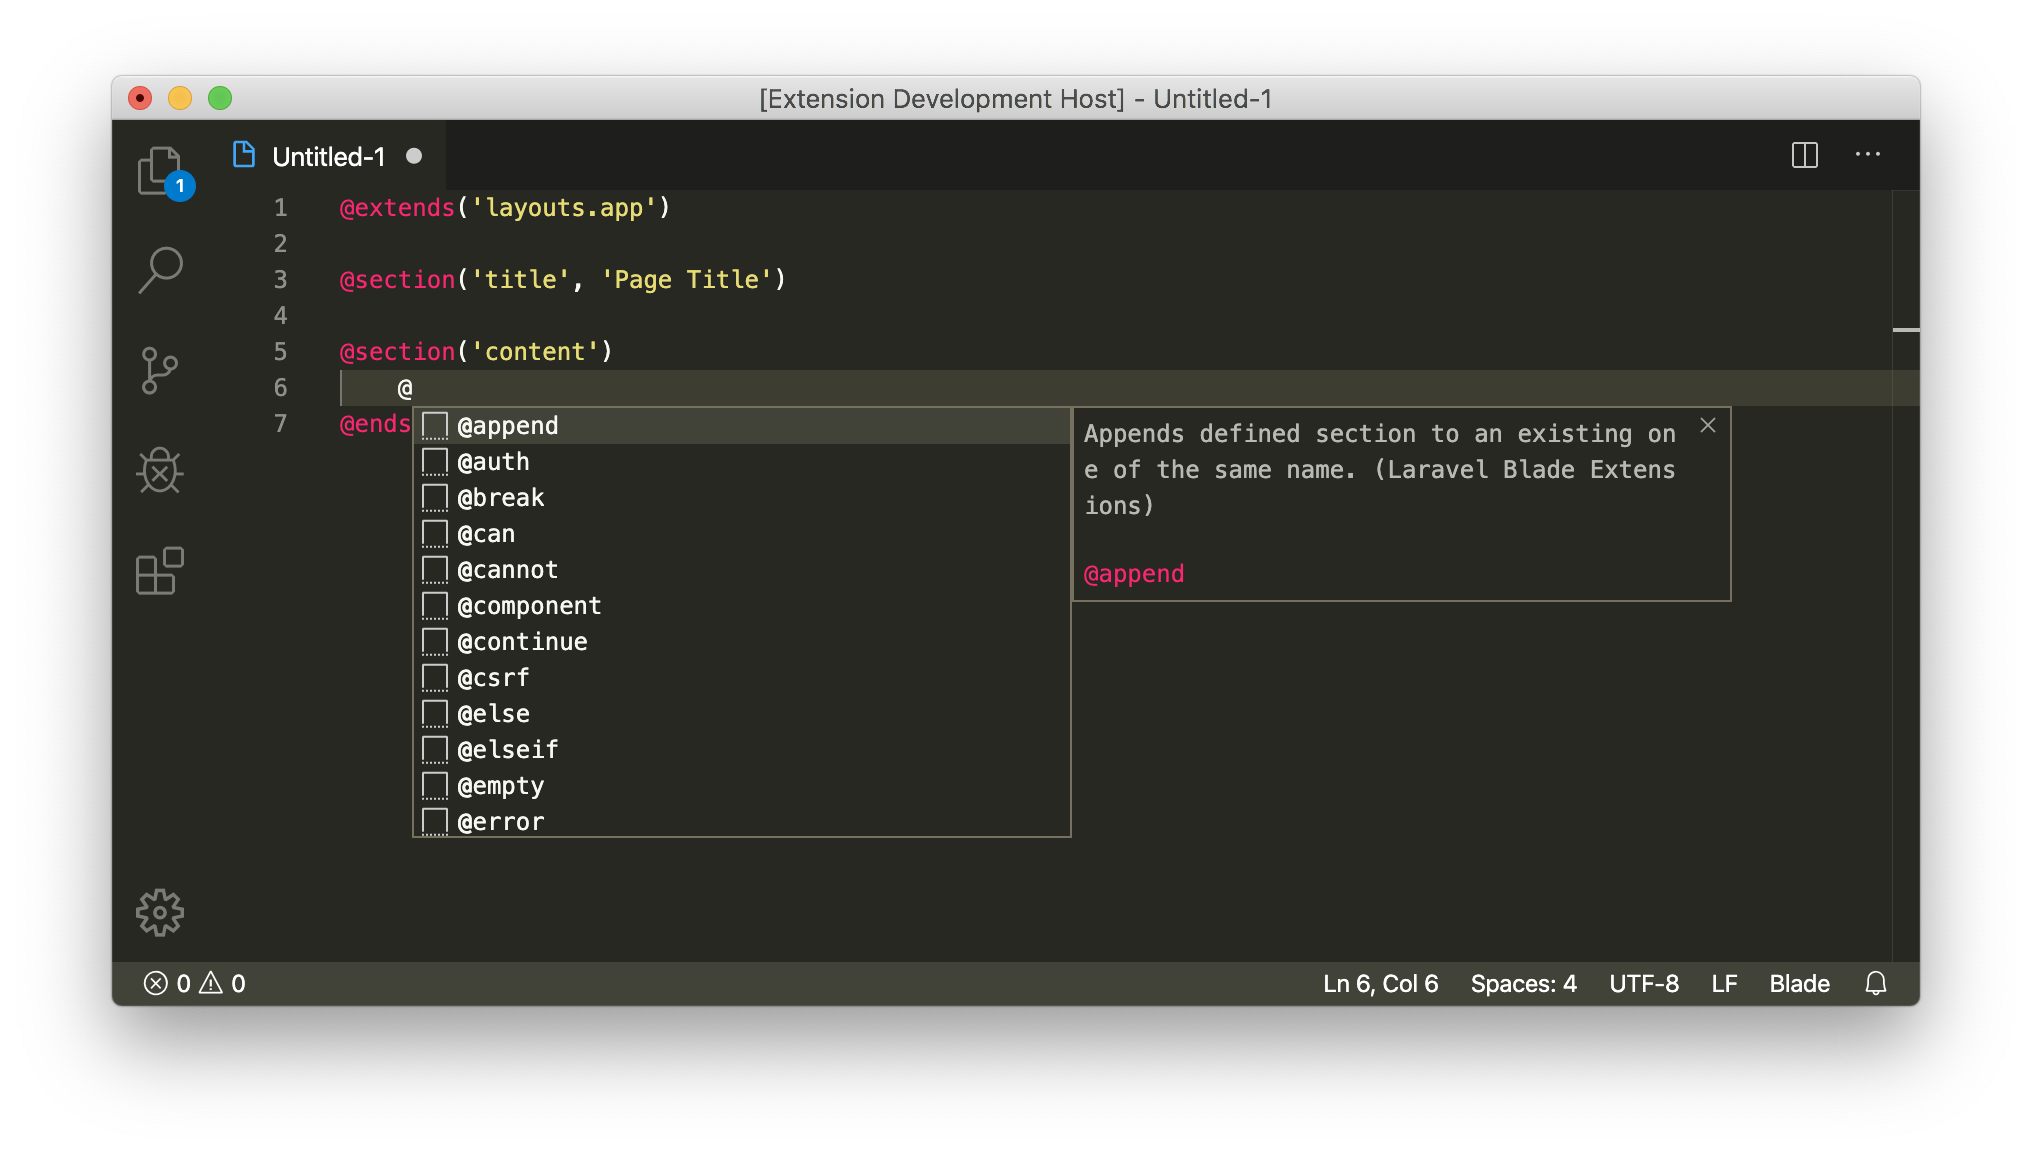 [Extension Development Host] - Untitled-1
Untitled-1
1
1 @extends('layouts.app')
2
3 @section('title', 'Page Title')
4
5 @section('content')
6 @
7 @ends
@append
@auth
@break
@can
@cannot
@component
@continue
@csrf
@else
@elseif
@empty
@error
Appends defined section to an existing on
e of the same name. (Laravel Blade Extens
ions)
@append
0 0 Ln 6, Col 6 Spaces: 4 UTF-8 LF Blade